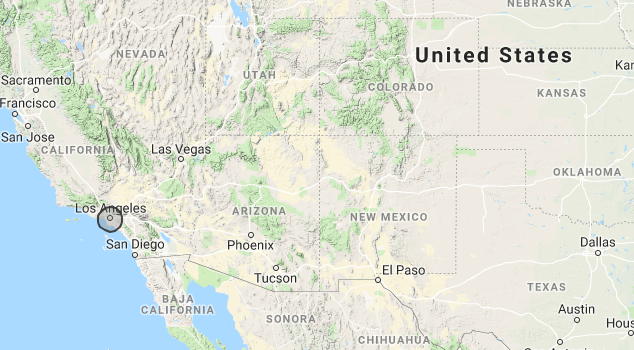 NEBRASKA
NEVADA
United States
Sacramento
UTAH
COLORADO
KANSAS
Francisco
San Jose
CALIFORNIA
Las Vegas
OKLAHOMA
Los Angeles
ARIZONA
NEW MEXICO
San Diego
Phoenix
Dallas
Tucson
El Paso
TEXAS
BAJA
CALIFORNIA
Austin
SONORA
CHIHUAHUA